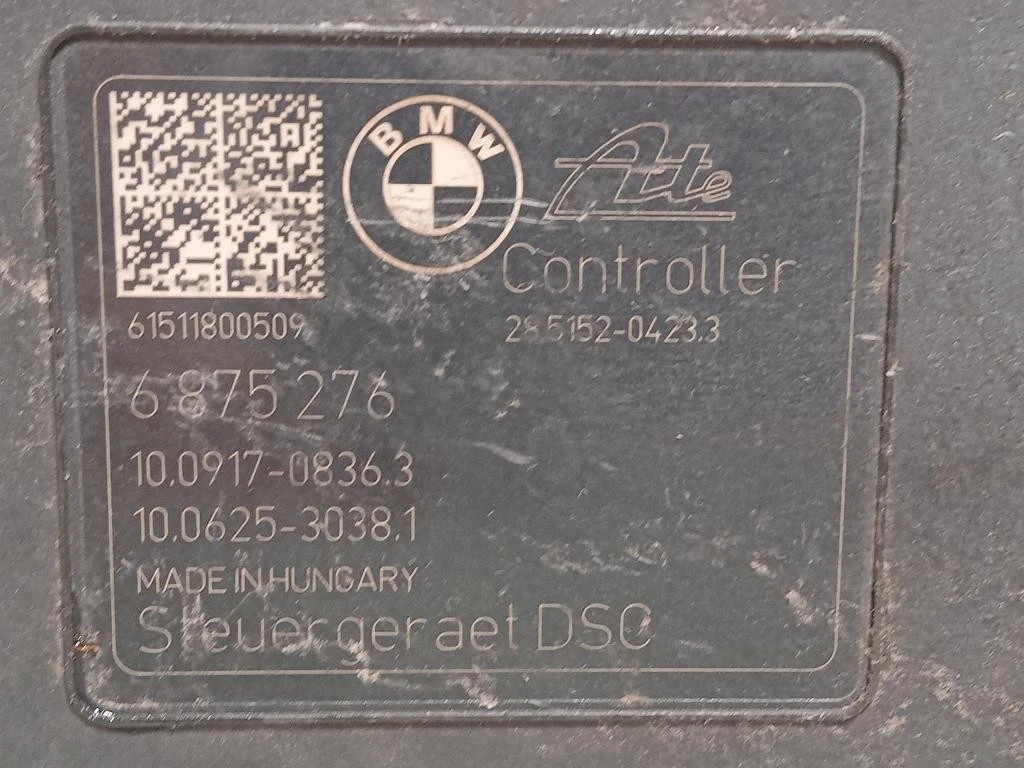 BMW
Ate
Controller
61511800509
28.5152-0423.3
6 875 276
10.0917-0836.3
10.0625-3038.1
MADE IN HUNGARY
Steuergeraet DSC